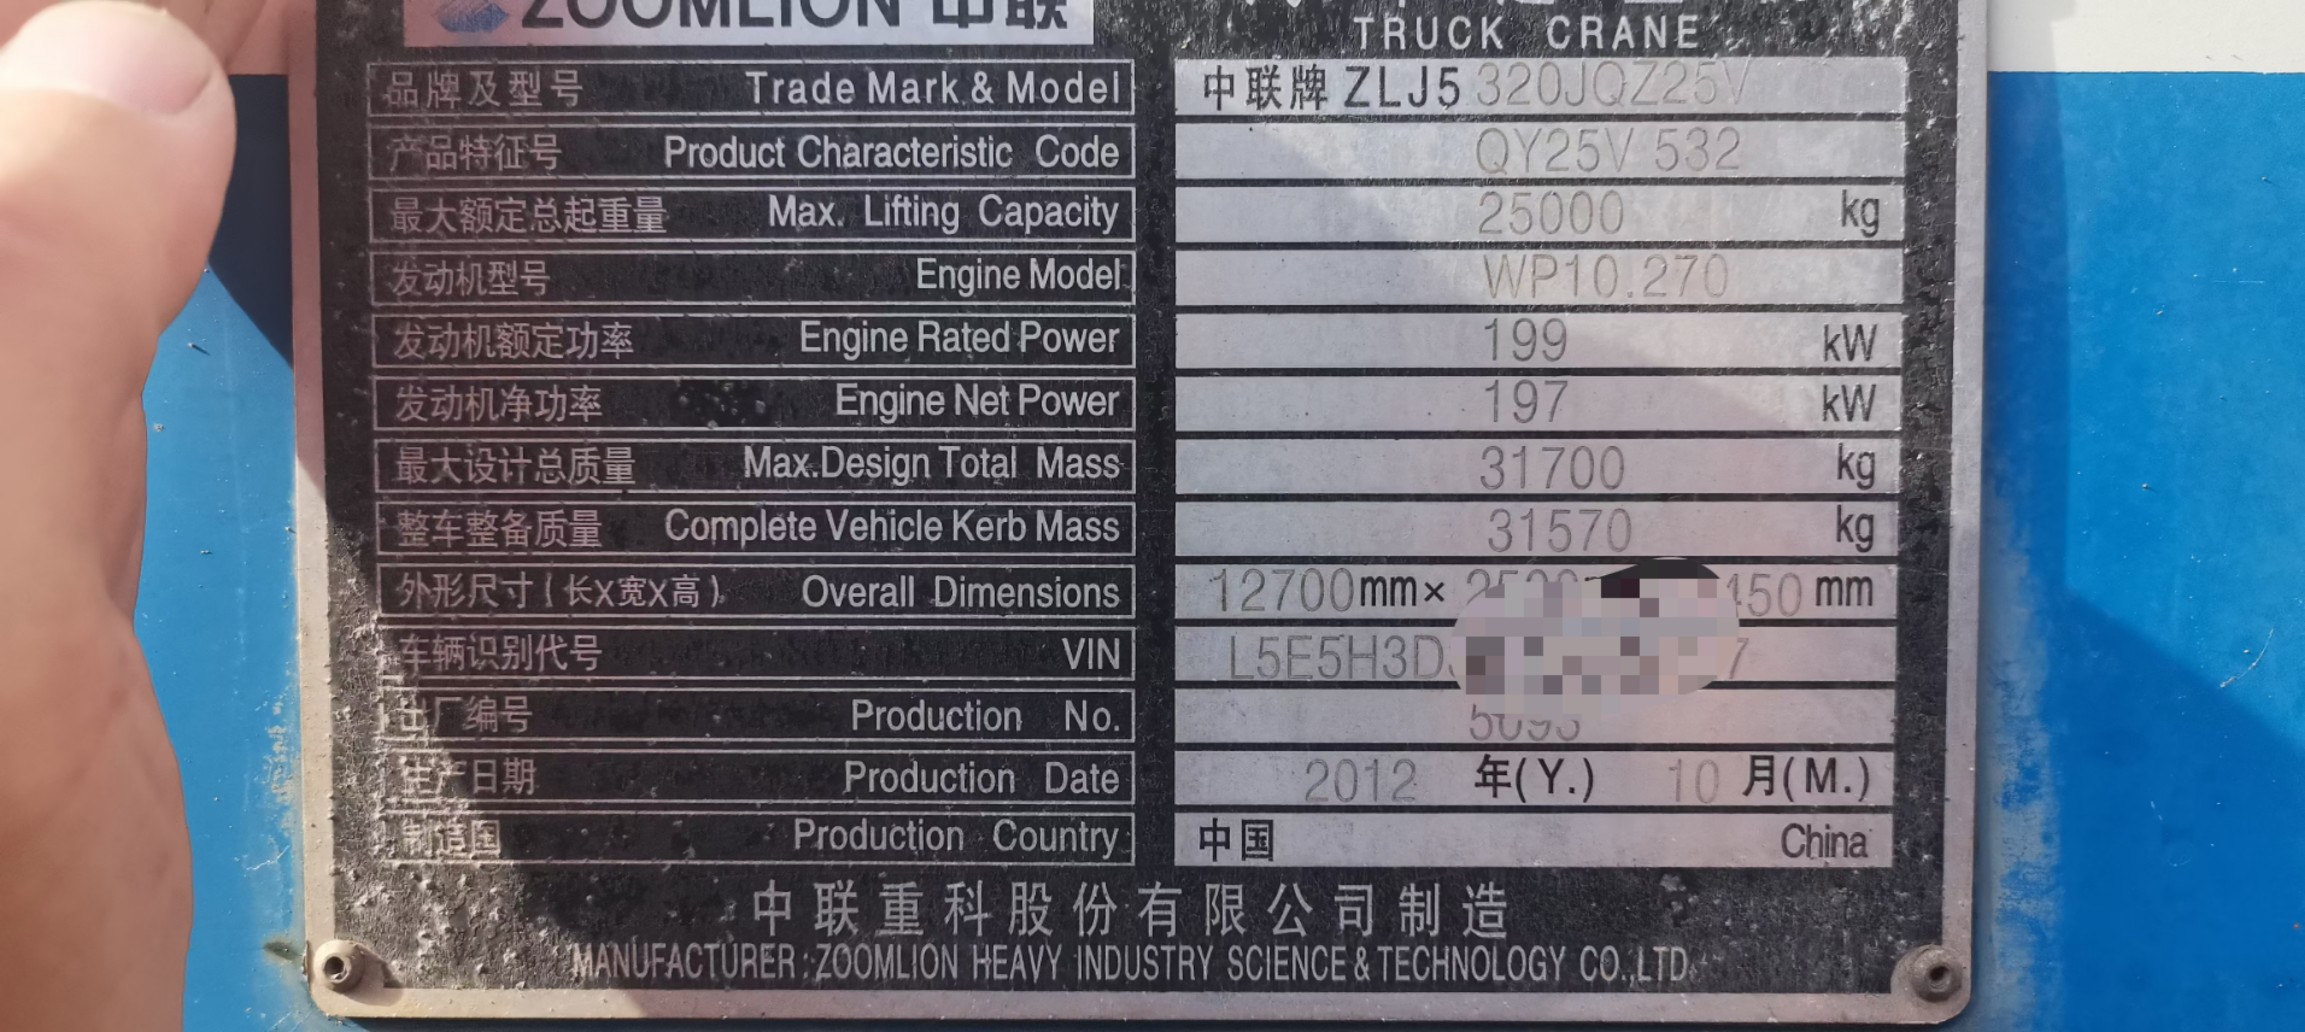 ZOOMLION 中联
TRUCK CRANE
品牌及型号 Trade Mark & Model 中联牌 ZLJ5 320JQZ25V
产品特征号 Product Characteristic Code QY25V 532
最大额定总起重量 Max. Lifting Capacity 25000 kg
发动机型号 Engine Model WP10.270
发动机额定功率 Engine Rated Power 199 kW
发动机净功率 Engine Net Power 197 kW
最大设计总质量 Max.Design Total Mass 31700 kg
整车整备质量 Complete Vehicle Kerb Mass 31570 kg
外形尺寸(长X宽X高) Overall Dimensions 12700mm× 450 mm
车辆识别代号 VIN L5E5H3D 7
出厂编号 Production No.
生产日期 Production Date 2012 年(Y.) 10 月(M.)
制造国 Production Country 中国 China
中联重科股份有限公司制造
MANUFACTURER:ZOOMLION HEAVY INDUSTRY SCIENCE & TECHNOLOGY CO.,LTD